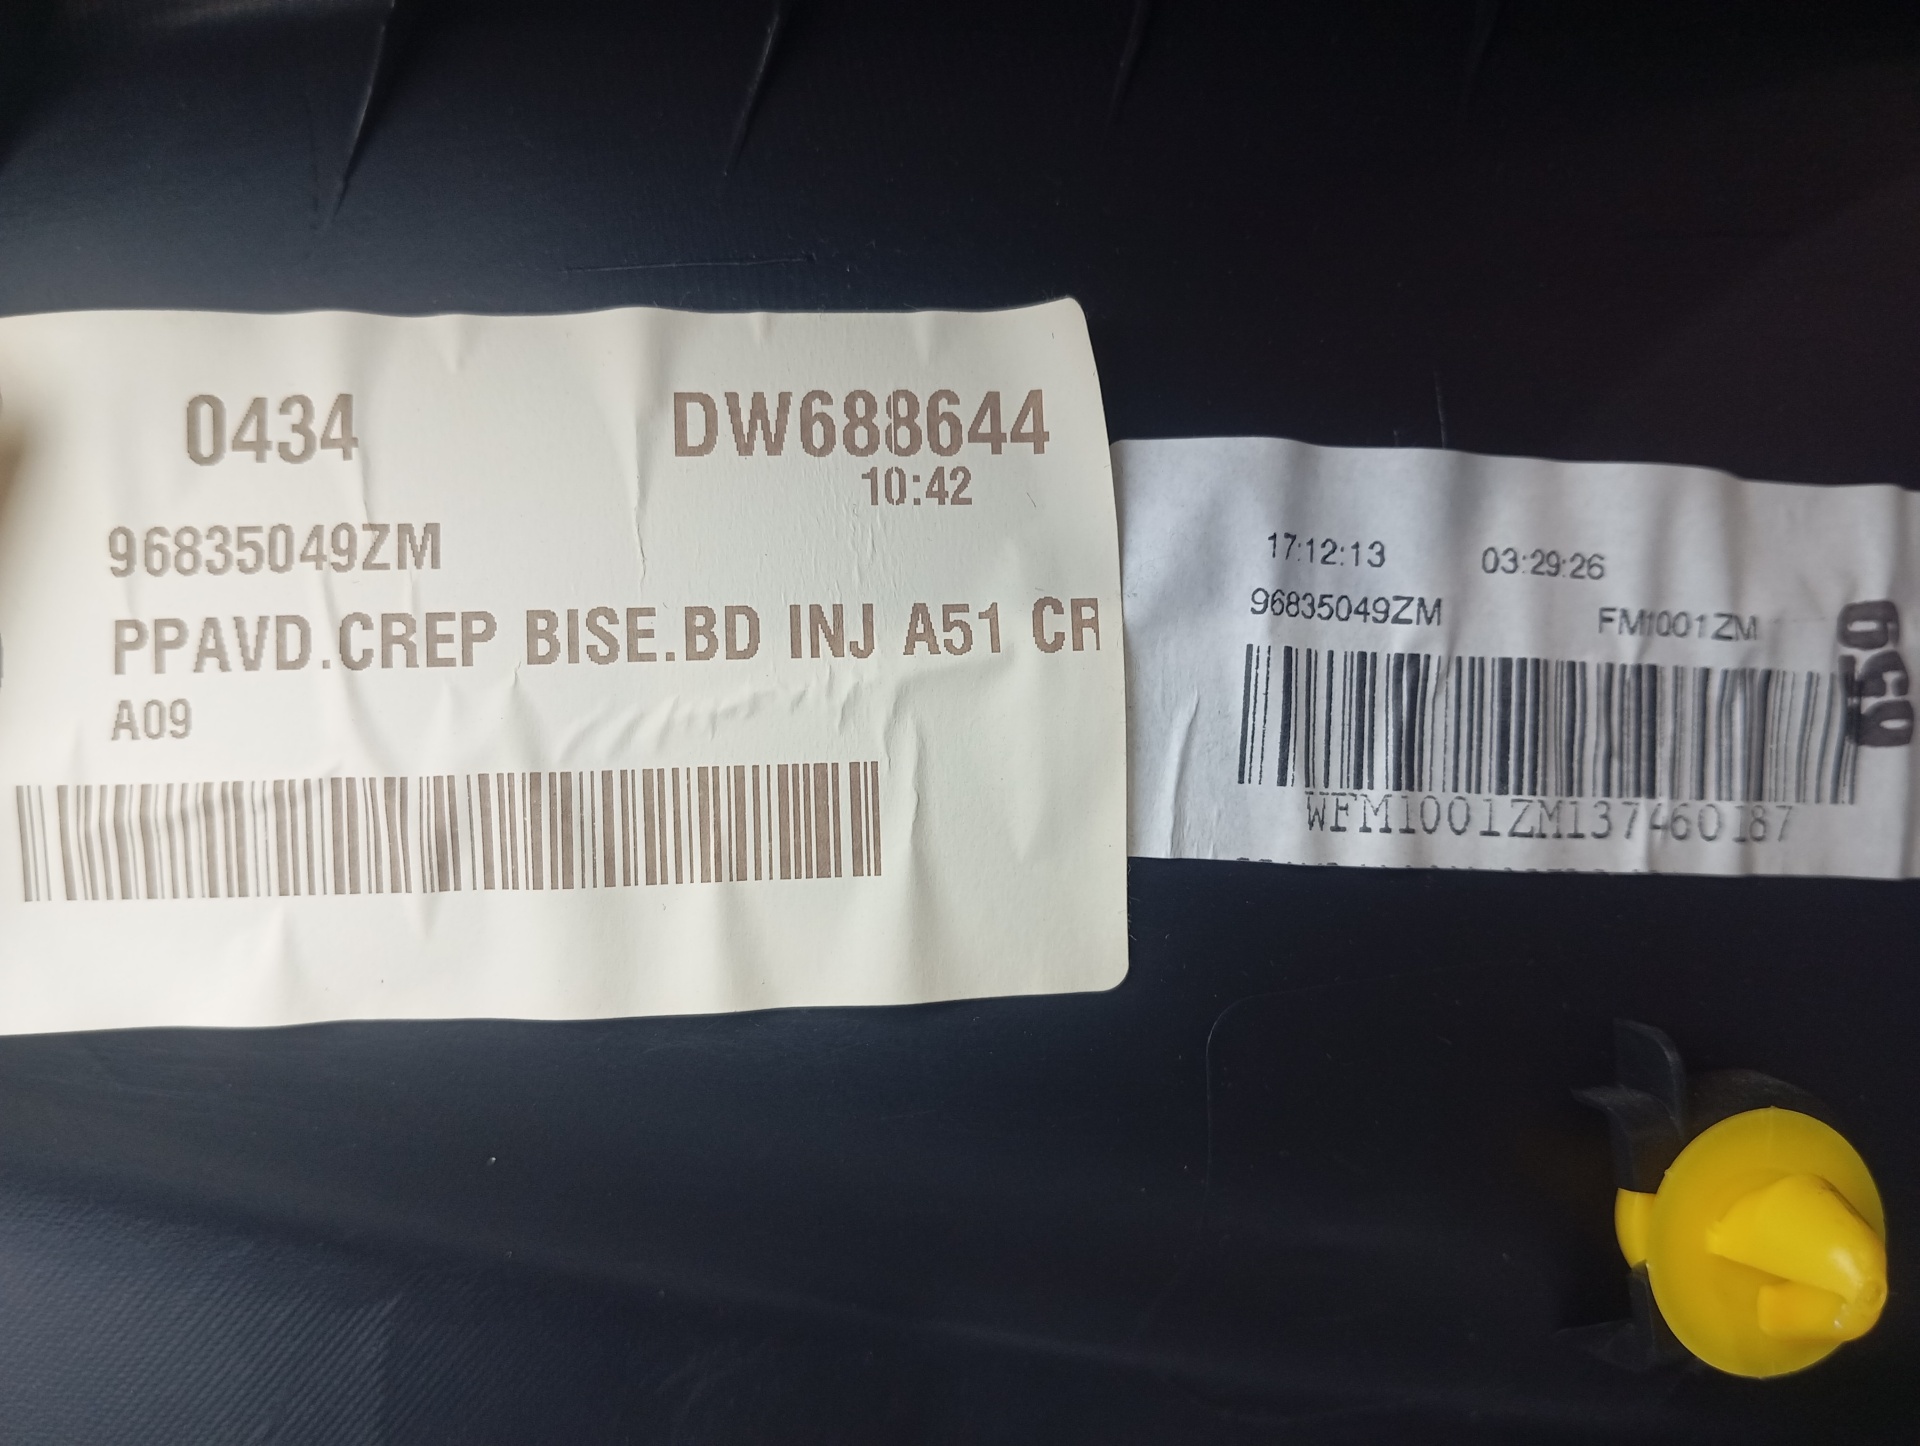 0434 DW688644
10:42
96835049ZM
PPAVD.CREP BISE.BD INJ A51 CR
A09
17:12:13 03:29:26
96835049ZM FM1001ZM
WFM1001ZM137460187
059